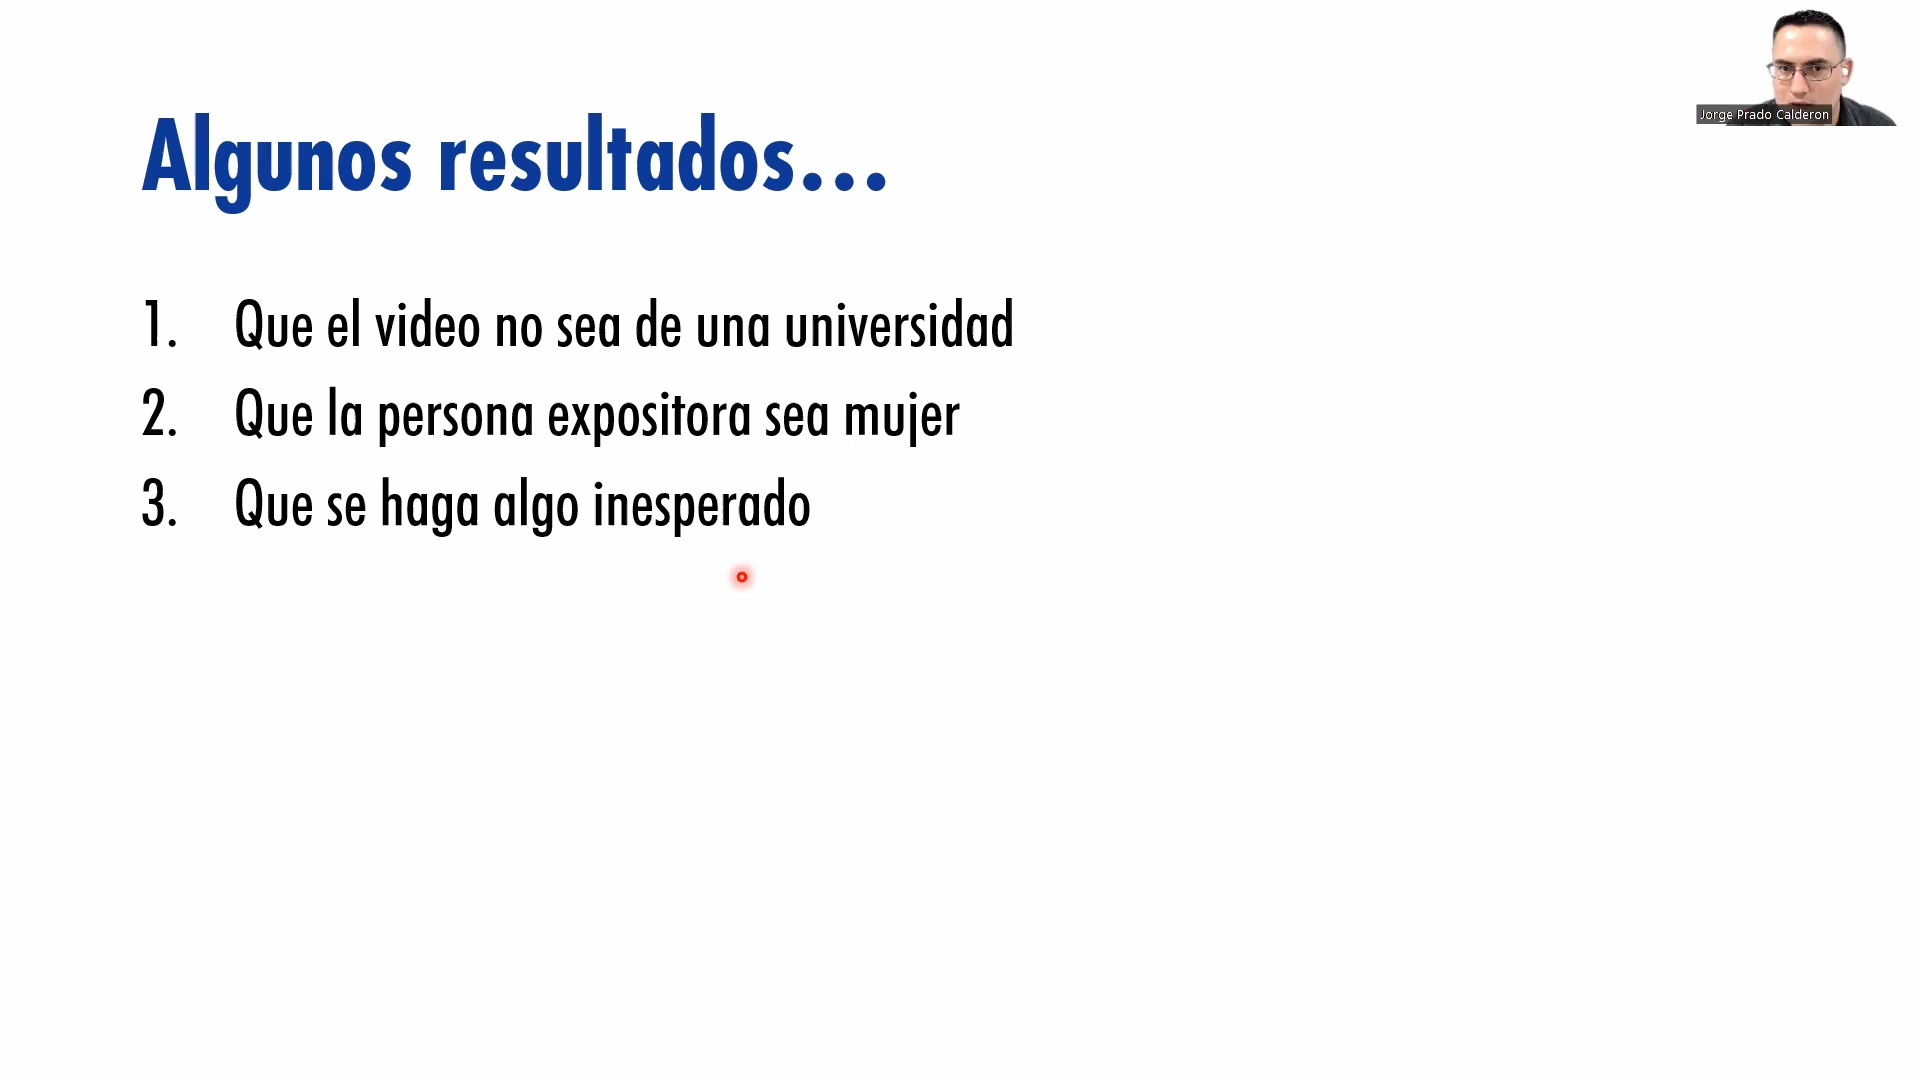 Jorge Prado Calderon
Algunos resultados...
1. Que el video no sea de una universidad
2. Que la persona expositora sea mujer
3. Que se haga algo inesperado